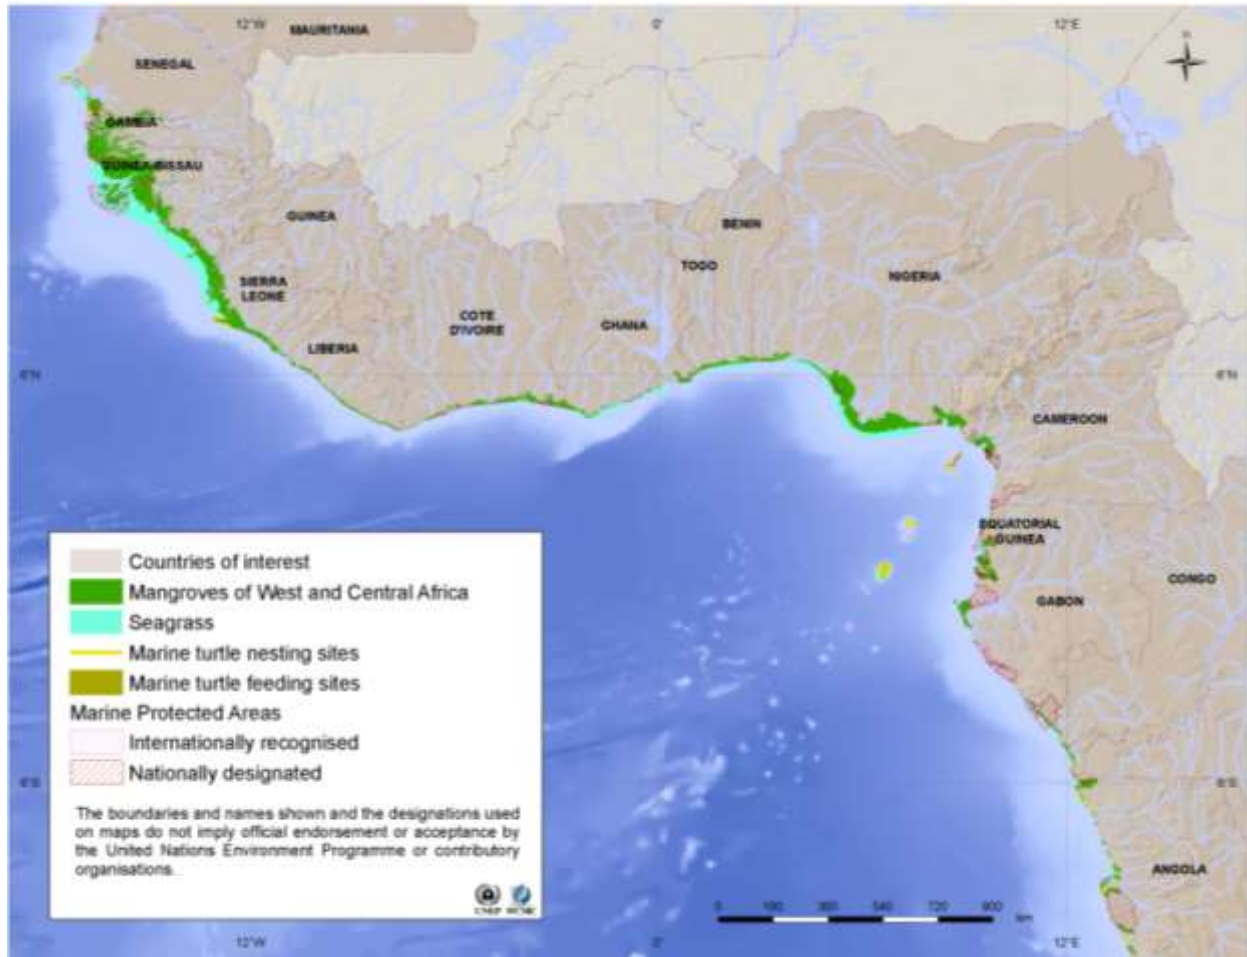 12°W 0° 12°E
N
MAURITANIA
SENEGAL
GAMBIA
GUINEA-BISSAU
GUINEA
BENIN
TOGO
NIGERIA
SIERRA
LEONE
COTE
D'IVOIRE
GHANA
LIBERIA
6°N 6°N
CAMEROON
EQUATORIAL
GUINEA
CONGO
GABON
Countries of interest
Mangroves of West and Central Africa
Seagrass
Marine turtle nesting sites
Marine turtle feeding sites
Marine Protected Areas
Internationally recognised
Nationally designated
6°S 6°S
The boundaries and names shown and the designations used
on maps do not imply official endorsement or acceptance by
the United Nations Environment Programme or contributory
organisations.
UNEP WCMC
ANGOLA
0 180 360 540 720 900
km
12°W 0° 12°E